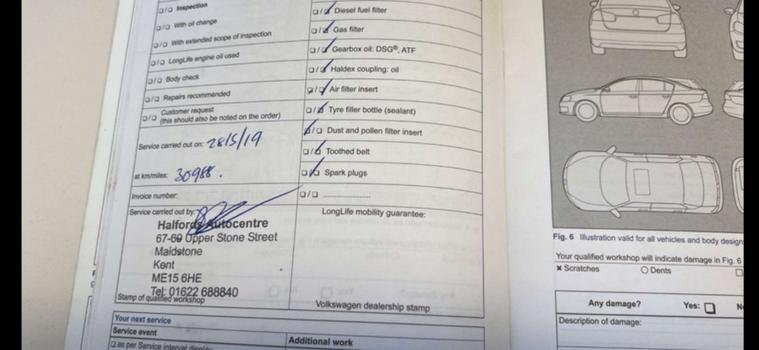 □/□ Inspection
□/□ With oil change
□/□ With extended scope of inspection
□/□ LongLife engine oil used
□/□ Body check
□/□ Repairs recommended
□/□ Customer request
(this should also be noted on the order)
Service carried out on: 28/5/19
at km/miles: 30988.
Invoice number:
Service carried out by:
Halfords Autocentre
67-69 Upper Stone Street
Maidstone
Kent
ME15 6HE
Tel: 01622 688840
Stamp of qualified workshop
□/□ Diesel fuel filter
□/□ Gas filter
□/□ Gearbox oil: DSG®, ATF
□/□ Haldex coupling: oil
□/□ Air filter insert
□/□ Tyre filler bottle (sealant)
□/□ Dust and pollen filter insert
□/□ Toothed belt
□/□ Spark plugs
□/□ ....................
LongLife mobility guarantee:
Volkswagen dealership stamp
Your next service
Service event
□ as per Service interval display
Additional work
Fig. 6 Illustration valid for all vehicles and body design
Your qualified workshop will indicate damage in Fig. 6
x Scratches
O Dents
□
Any damage?
Yes: □
Description of damage: